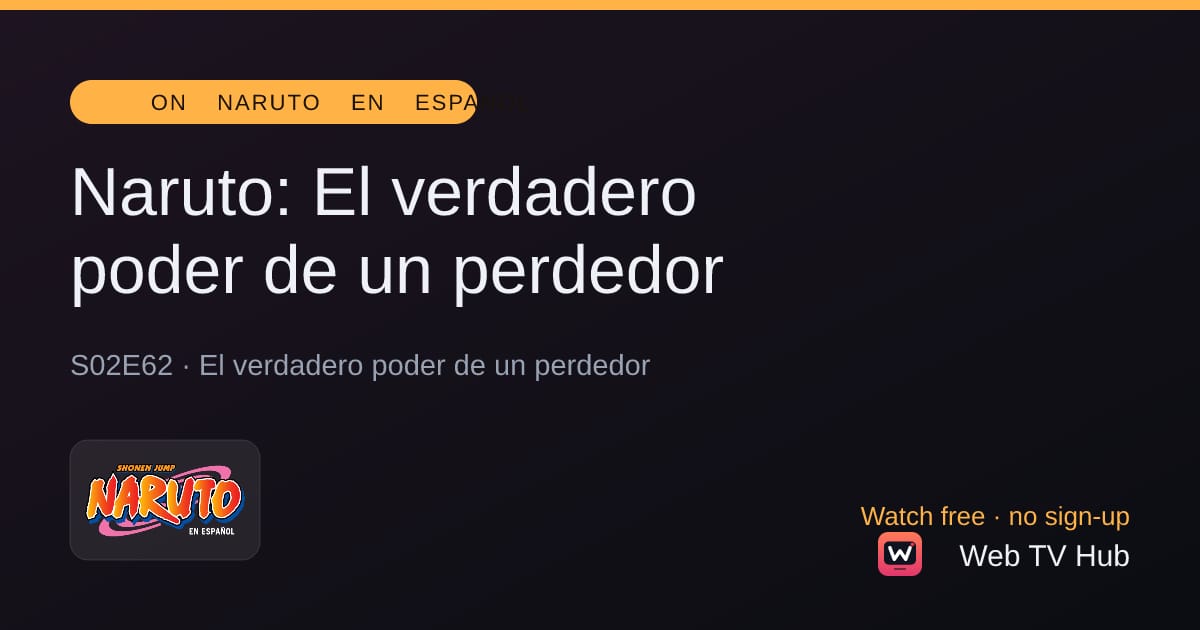 ON NARUTO EN ESPAÑOL
Naruto: El verdadero
poder de un perdedor
S02E62 · El verdadero poder de un perdedor
SHONEN JUMP
NARUTO
EN ESPAÑOL
Watch free · no sign-up
W
Web TV Hub